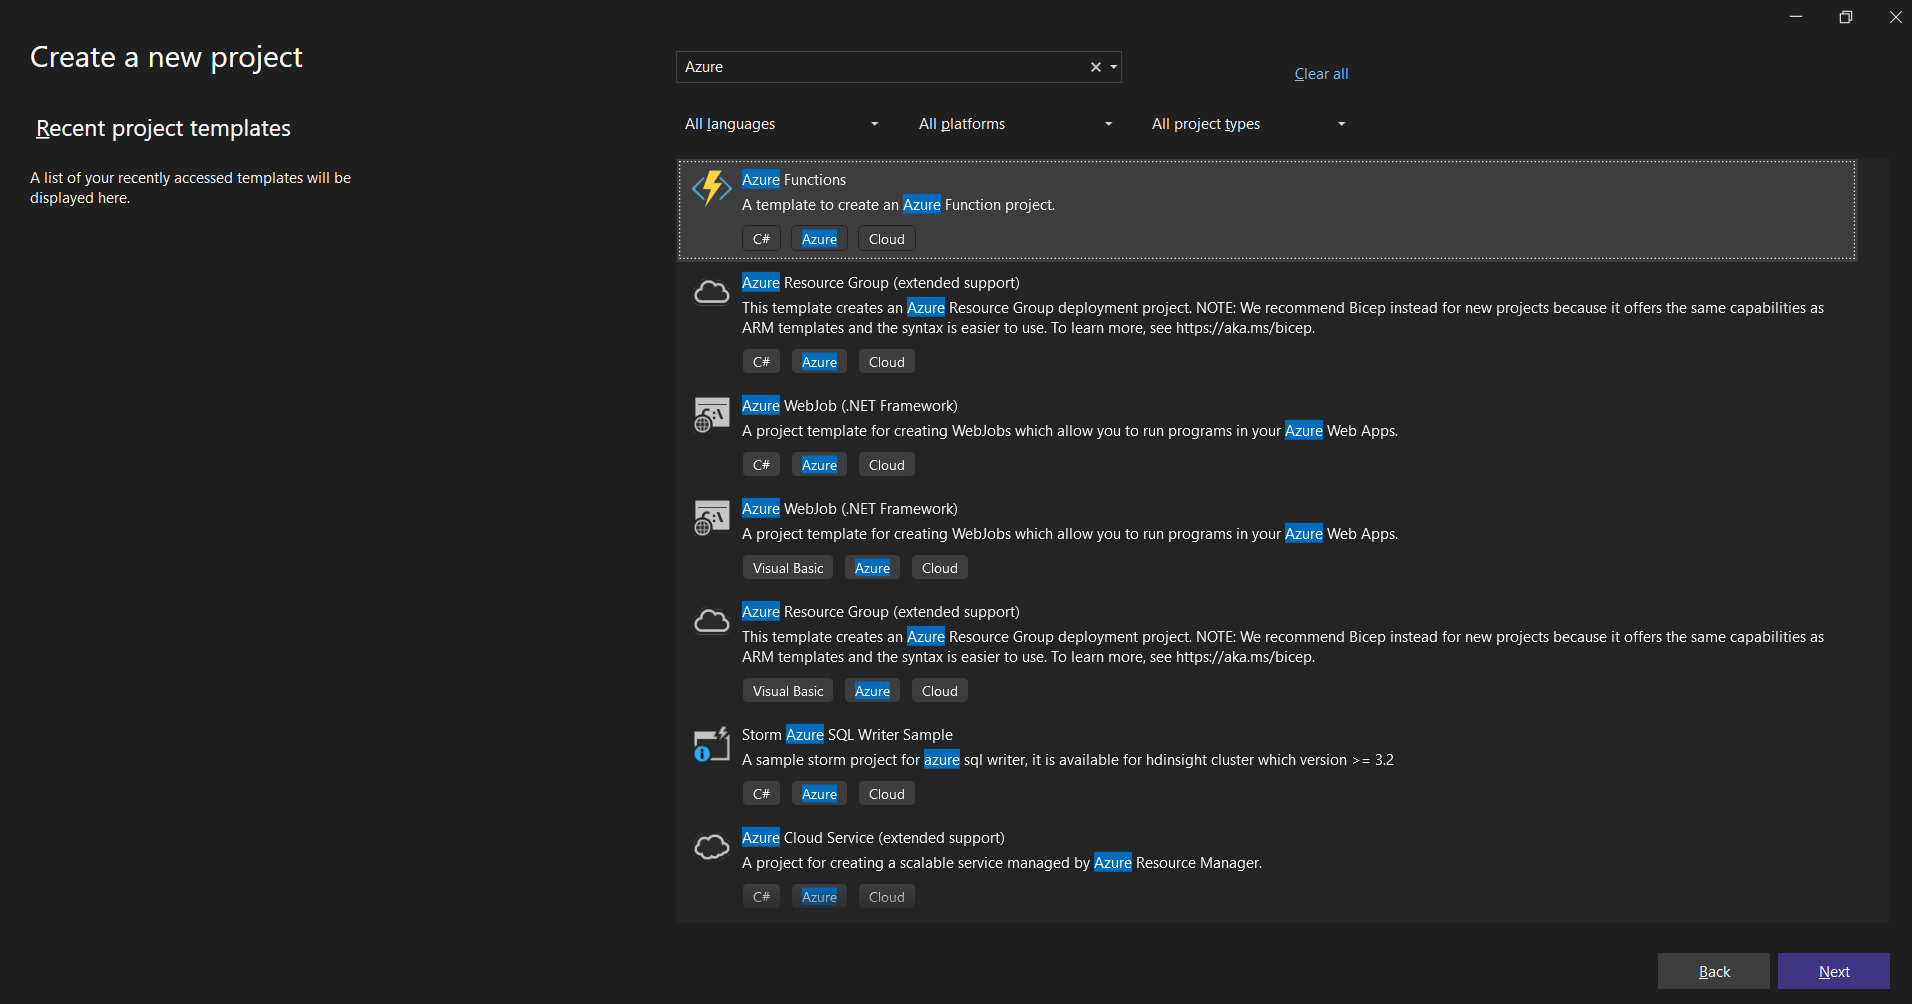 Create a new project
Recent project templates
A list of your recently accessed templates will be
displayed here.
Azure
Clear all
All languages
All platforms
All project types
Azure Functions
A template to create an Azure Function project.
C# Azure Cloud
Azure Resource Group (extended support)
This template creates an Azure Resource Group deployment project. NOTE: We recommend Bicep instead for new projects because it offers the same capabilities as
ARM templates and the syntax is easier to use. To learn more, see https://aka.ms/bicep.
C# Azure Cloud
Azure WebJob (.NET Framework)
A project template for creating WebJobs which allow you to run programs in your Azure Web Apps.
C# Azure Cloud
Azure WebJob (.NET Framework)
A project template for creating WebJobs which allow you to run programs in your Azure Web Apps.
Visual Basic Azure Cloud
Azure Resource Group (extended support)
This template creates an Azure Resource Group deployment project. NOTE: We recommend Bicep instead for new projects because it offers the same capabilities as
ARM templates and the syntax is easier to use. To learn more, see https://aka.ms/bicep.
Visual Basic Azure Cloud
Storm Azure SQL Writer Sample
A sample storm project for azure sql writer, it is available for hdinsight cluster which version >= 3.2
C# Azure Cloud
Azure Cloud Service (extended support)
A project for creating a scalable service managed by Azure Resource Manager.
C# Azure Cloud
Back
Next